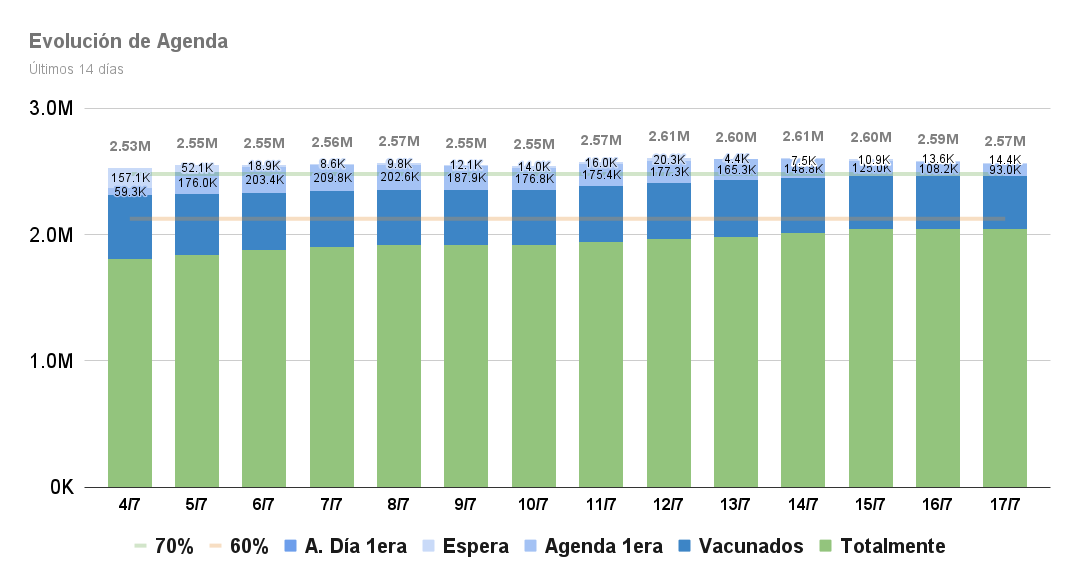 Evolución de Agenda
Últimos 14 días
3.0M
2.53M 2.55M 2.55M 2.56M 2.57M 2.55M 2.55M 2.57M 2.61M 2.60M 2.61M 2.60M 2.59M 2.57M
157.1K 52.1K 18.9K 8.6K 9.8K 12.1K 14.0K 16.0K 20.3K 4.4K 7.5K 10.9K 13.6K 14.4K
59.3K 176.0K 203.4K 209.8K 202.6K 187.9K 176.8K 175.4K 177.3K 165.3K 148.8K 125.0K 108.2K 93.0K
2.0M
1.0M
0K
4/7 5/7 6/7 7/7 8/7 9/7 10/7 11/7 12/7 13/7 14/7 15/7 16/7 17/7
70% 60% A. Día 1era Espera Agenda 1era Vacunados Totalmente